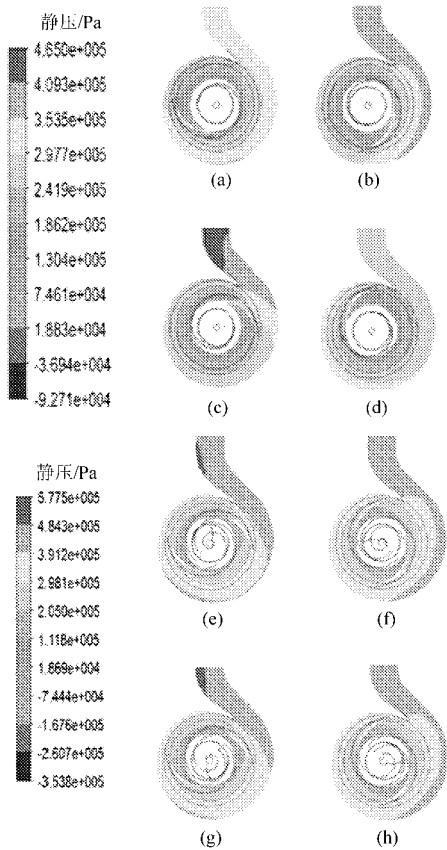 静压/Pa
4.650e+005
4.093e+005
3.535e+005
2.977e+005
2.419e+005
1.862e+005
1.304e+005
7.461e+004
1.883e+004
-3.694e+004
-9.271e+004
(a)
(b)
(c)
(d)
静压/Pa
5.775e+005
4.843e+005
3.912e+005
2.981e+005
2.050e+005
1.118e+005
1.869e+004
-7.444e+004
-1.676e+005
-2.607e+005
-3.538e+005
(e)
(f)
(g)
(h)